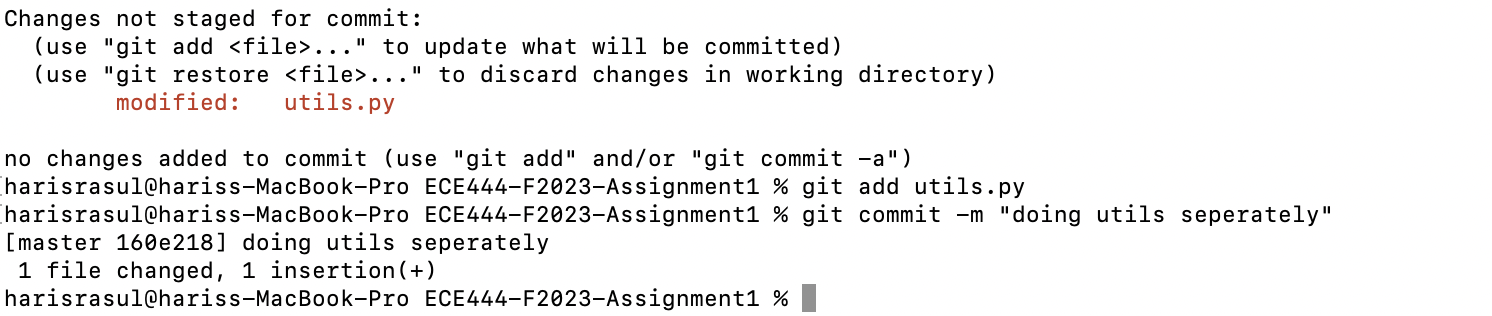 Changes not staged for commit:
  (use "git add <file>..." to update what will be committed)
  (use "git restore <file>..." to discard changes in working directory)
        modified:   utils.py

no changes added to commit (use "git add" and/or "git commit -a")
harisrasul@hariss-MacBook-Pro ECE444-F2023-Assignment1 % git add utils.py
harisrasul@hariss-MacBook-Pro ECE444-F2023-Assignment1 % git commit -m "doing utils seperately"
[master 160e218] doing utils seperately
 1 file changed, 1 insertion(+)
harisrasul@hariss-MacBook-Pro ECE444-F2023-Assignment1 %